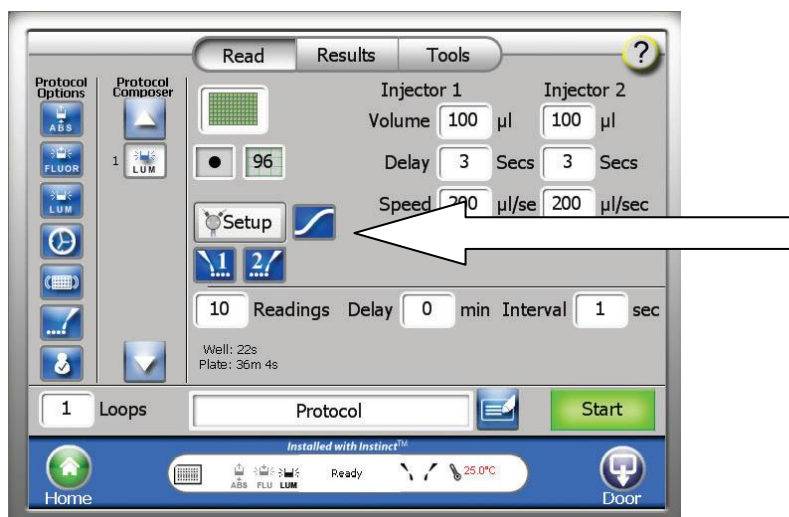 Read Results Tools ?
Protocol Options
Protocol Composer
ABS
FLUOR
LUM
1 LUM
96
Injector 1 Injector 2
Volume 100 µl 100 µl
Delay 3 Secs 3 Secs
Speed 200 µl/se 200 µl/sec
Setup
1 2
10 Readings Delay 0 min Interval 1 sec
Well: 22s
Plate: 36m 4s
1 Loops Protocol Start
Installed with Instinct™
Home ABS FLU LUM Ready 25.0°C Door